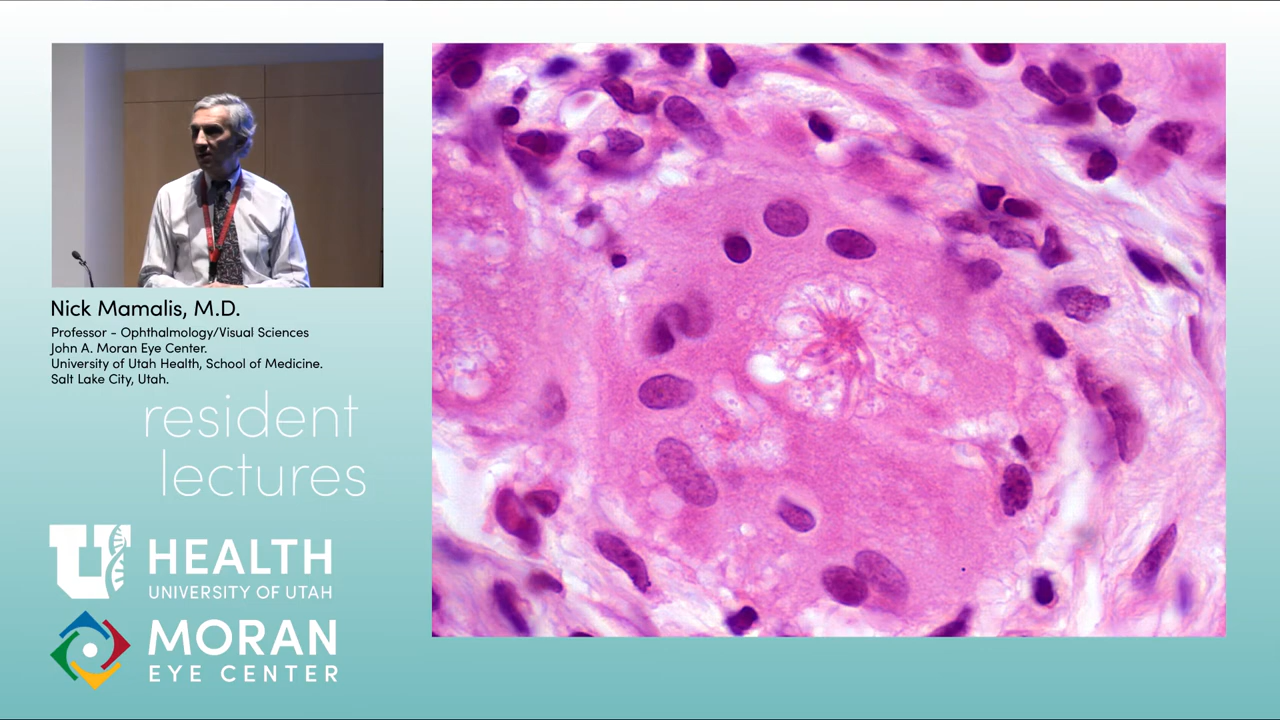 Nick Mamalis, M.D.
Professor - Ophthalmology/Visual Sciences
John A. Moran Eye Center.
University of Utah Health, School of Medicine.
Salt Lake City, Utah.
resident
lectures
U HEALTH
UNIVERSITY OF UTAH
MORAN
EYE CENTER